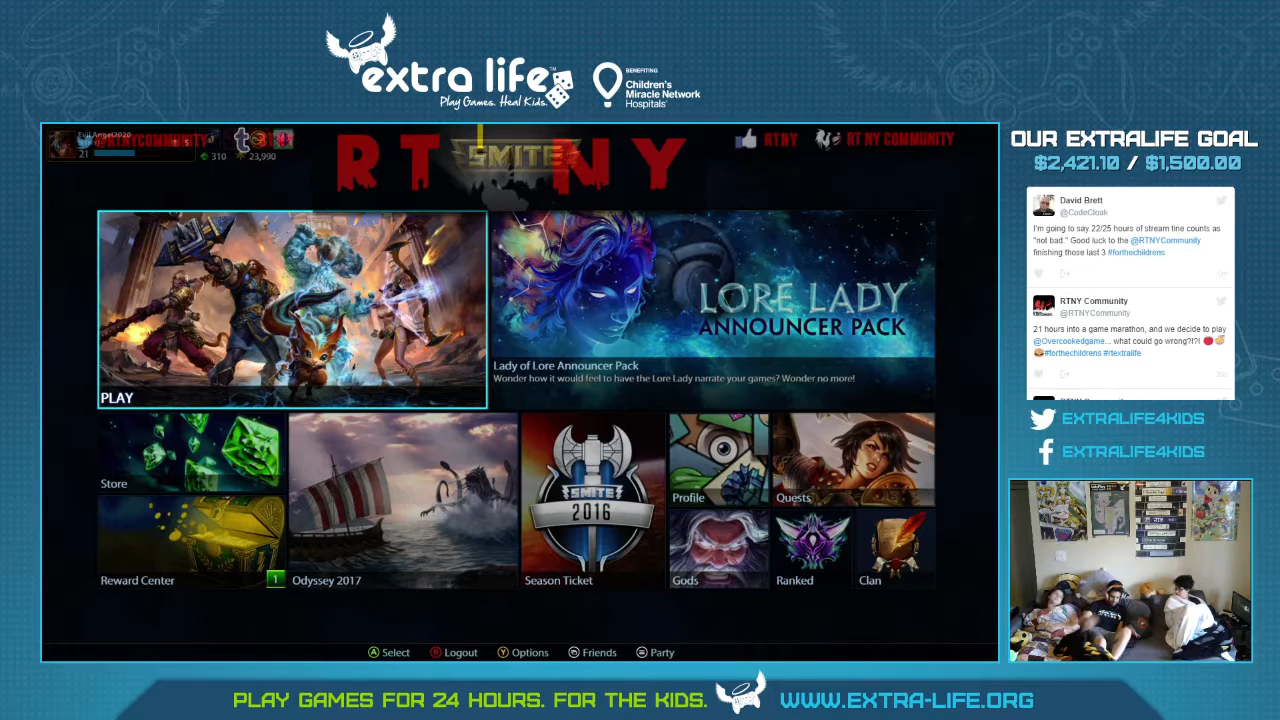 extra life™
Play Games. Heal Kids.
BENEFITING
Children's
Miracle Network
Hospitals
OUR EXTRALIFE GOAL
$2,421.10 / $1,500.00
EvilAngel2020
@RTNYCOMMUNITY
5
21
310
23,990
RT NY
SMITE
RTNY
RT NY COMMUNITY
David Brett
@CodeCloak
I'm going to say 22/25 hours of stream time counts as
"not bad." Good luck to the @RTNYCommunity
finishing those last 3 #forthechildrens
1m
RTNY Community
@RTNYCommunity
21 hours into a game marathon, and we decide to play
@Overcookedgame... what could go wrong?!?!
#forthechildrens #rtextralife
EXTRALIFE4KIDS
EXTRALIFE4KIDS
PLAY
LORE LADY
ANNOUNCER PACK
Lady of Lore Announcer Pack
Wonder how it would feel to have the Lore Lady narrate your games? Wonder no more!
Store
Reward Center
1
Odyssey 2017
SMITE
2016
Season Ticket
Profile
Quests
Gods
Ranked
Clan
A Select
B Logout
Y Options
Friends
Party
PLAY GAMES FOR 24 HOURS. FOR THE KIDS.
WWW.EXTRA-LIFE.ORG